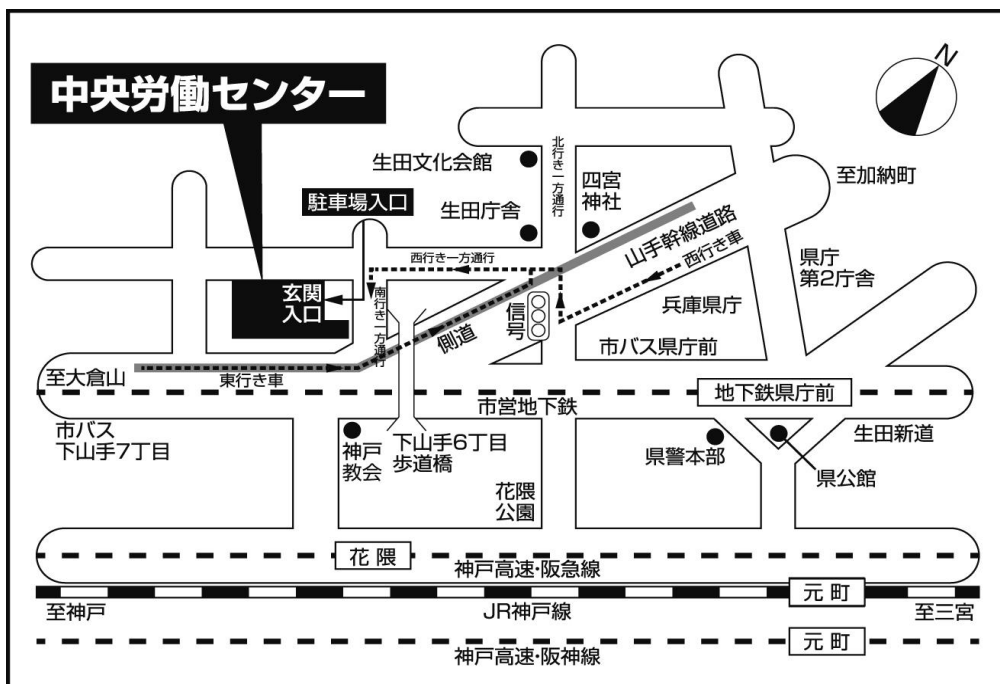 N
中央労働センター
生田文化会館
北行き一方通行
四宮
神社
至加納町
駐車場入口
生田庁舎
山手幹線道路
西行き車
県庁
第2庁舎
西行き一方通行
玄関
入口
南行き一方通行
信号
兵庫県庁
側道
市バス県庁前
至大倉山
東行き車
地下鉄県庁前
市営地下鉄
市バス
下山手7丁目
神戸
教会
下山手6丁目
歩道橋
県警本部
生田新道
県公館
花隈
公園
花隈
神戸高速・阪急線
元町
至神戸
JR神戸線
至三宮
元町
神戸高速・阪神線